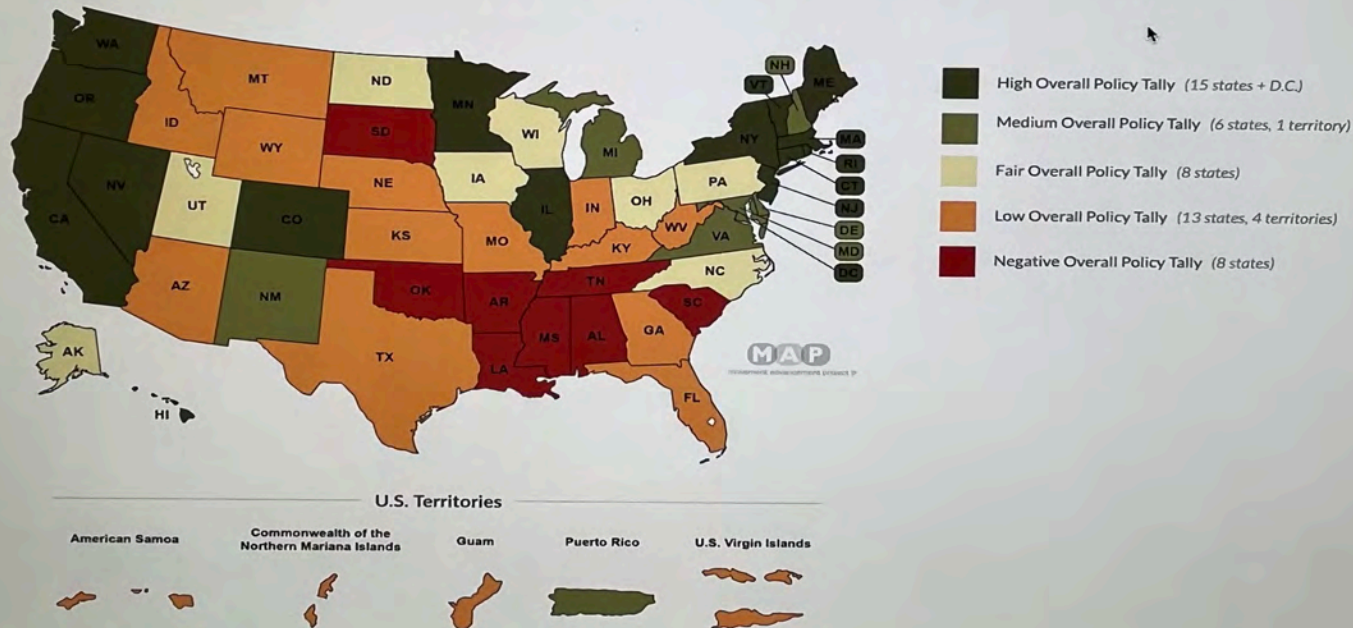 WA
OR
CA
NV
ID
MT
WY
UT
AZ
CO
NM
ND
SD
NE
KS
OK
TX
MN
IA
MO
AR
LA
WI
IL
MI
IN
OH
KY
TN
MS
AL
GA
FL
SC
NC
VA
WV
PA
NY
ME
VT
NH
MA
RI
CT
NJ
DE
MD
DC
AK
HI
High Overall Policy Tally (15 states + D.C.)
Medium Overall Policy Tally (6 states, 1 territory)
Fair Overall Policy Tally (8 states)
Low Overall Policy Tally (13 states, 4 territories)
Negative Overall Policy Tally (8 states)
MAP
movement advancement project
U.S. Territories
American Samoa
Commonwealth of the
Northern Mariana Islands
Guam
Puerto Rico
U.S. Virgin Islands